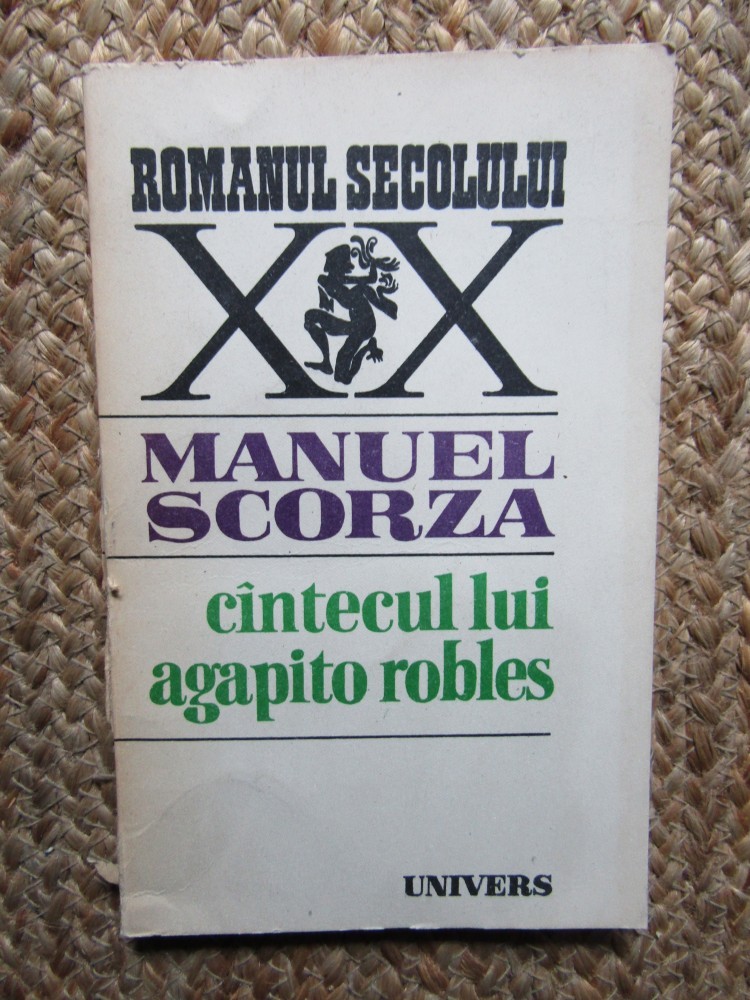 ROMANUL SECOLULUI
XX
MANUEL
SCORZA
cîntecul lui
agapito robles
UNIVERS